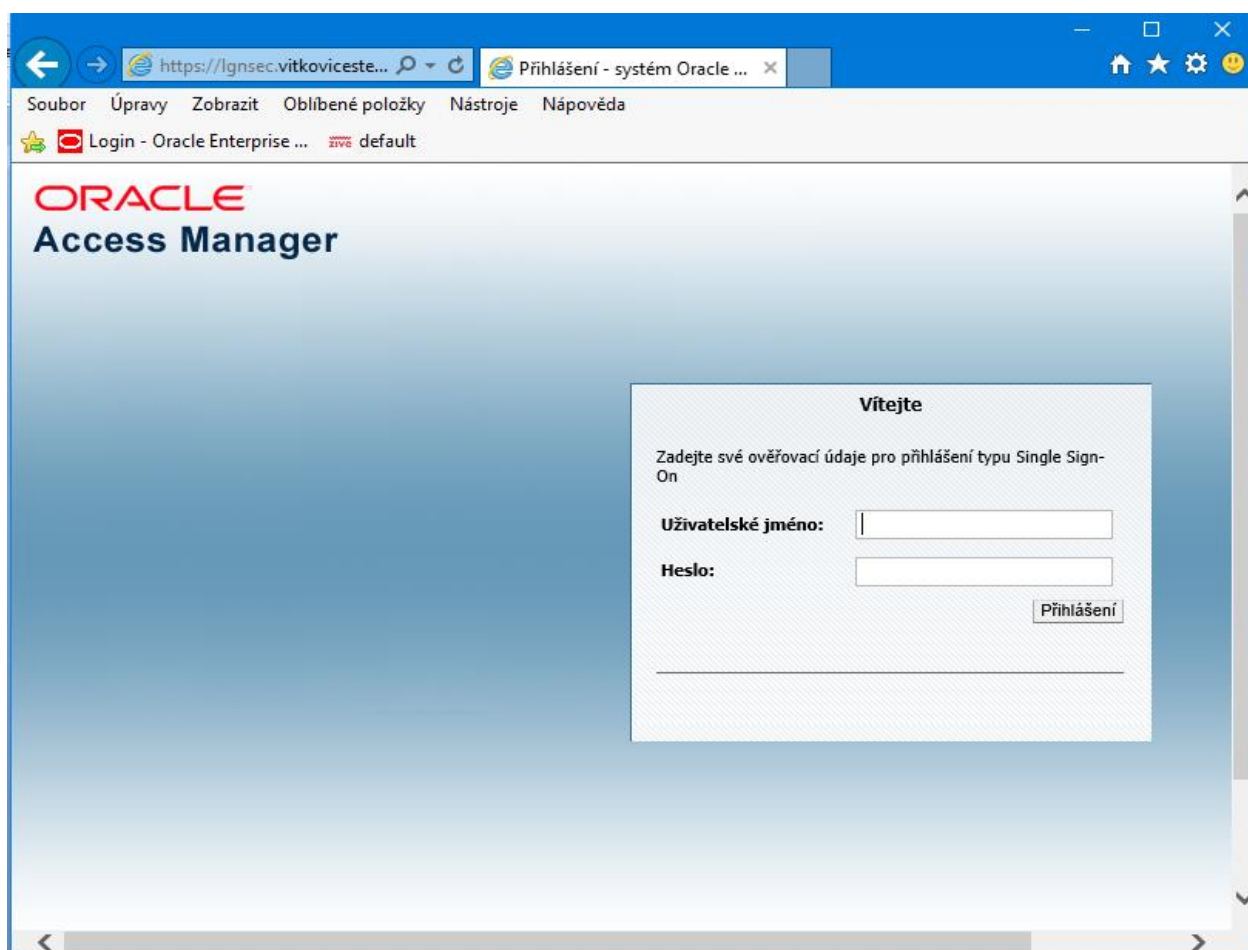 https://lgnsec.vitkoviceste...
Přihlášení - systém Oracle ...
Soubor Úpravy Zobrazit Oblíbené položky Nástroje Nápověda
Login - Oracle Enterprise ... živě default
ORACLE
Access Manager
Vítejte
Zadejte své ověřovací údaje pro přihlášení typu Single Sign-
On
Uživatelské jméno:
Heslo:
Přihlášení